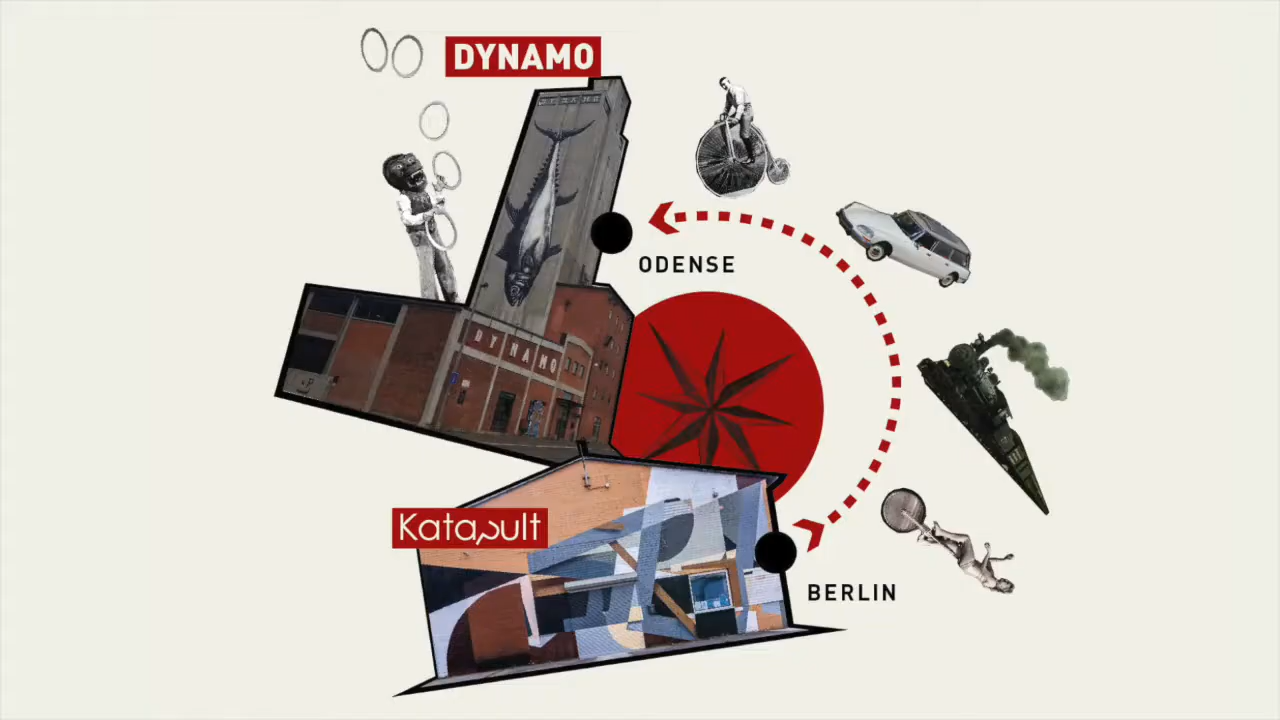 DYNAMO
ODENSE
DYNAMO
Katapult
BERLIN